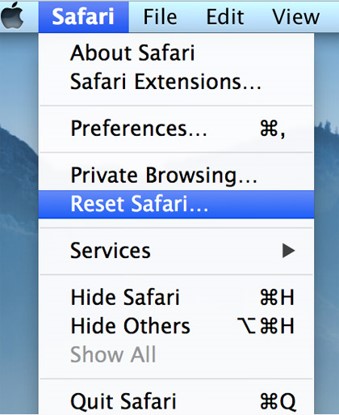 Safari File Edit View
About Safari
Safari Extensions…
Preferences… ⌘,
Private Browsing…
Reset Safari…
Services ▶
Hide Safari ⌘H
Hide Others ⌥⌘H
Show All
Quit Safari ⌘Q